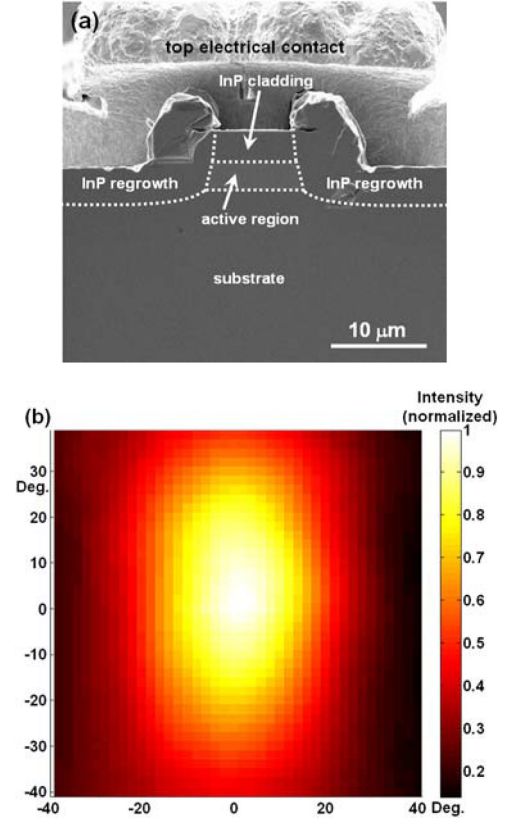 (a)
top electrical contact
InP cladding
InP regrowth
InP regrowth
active region
substrate
10 μm
Intensity
(b)
(normalized)
1
0.9
0.8
0.7
0.6
0.5
0.4
0.3
0.2
30
Deg.
20
10
0
-10
-20
-30
-40
-40 -20 0 20 40 Deg.